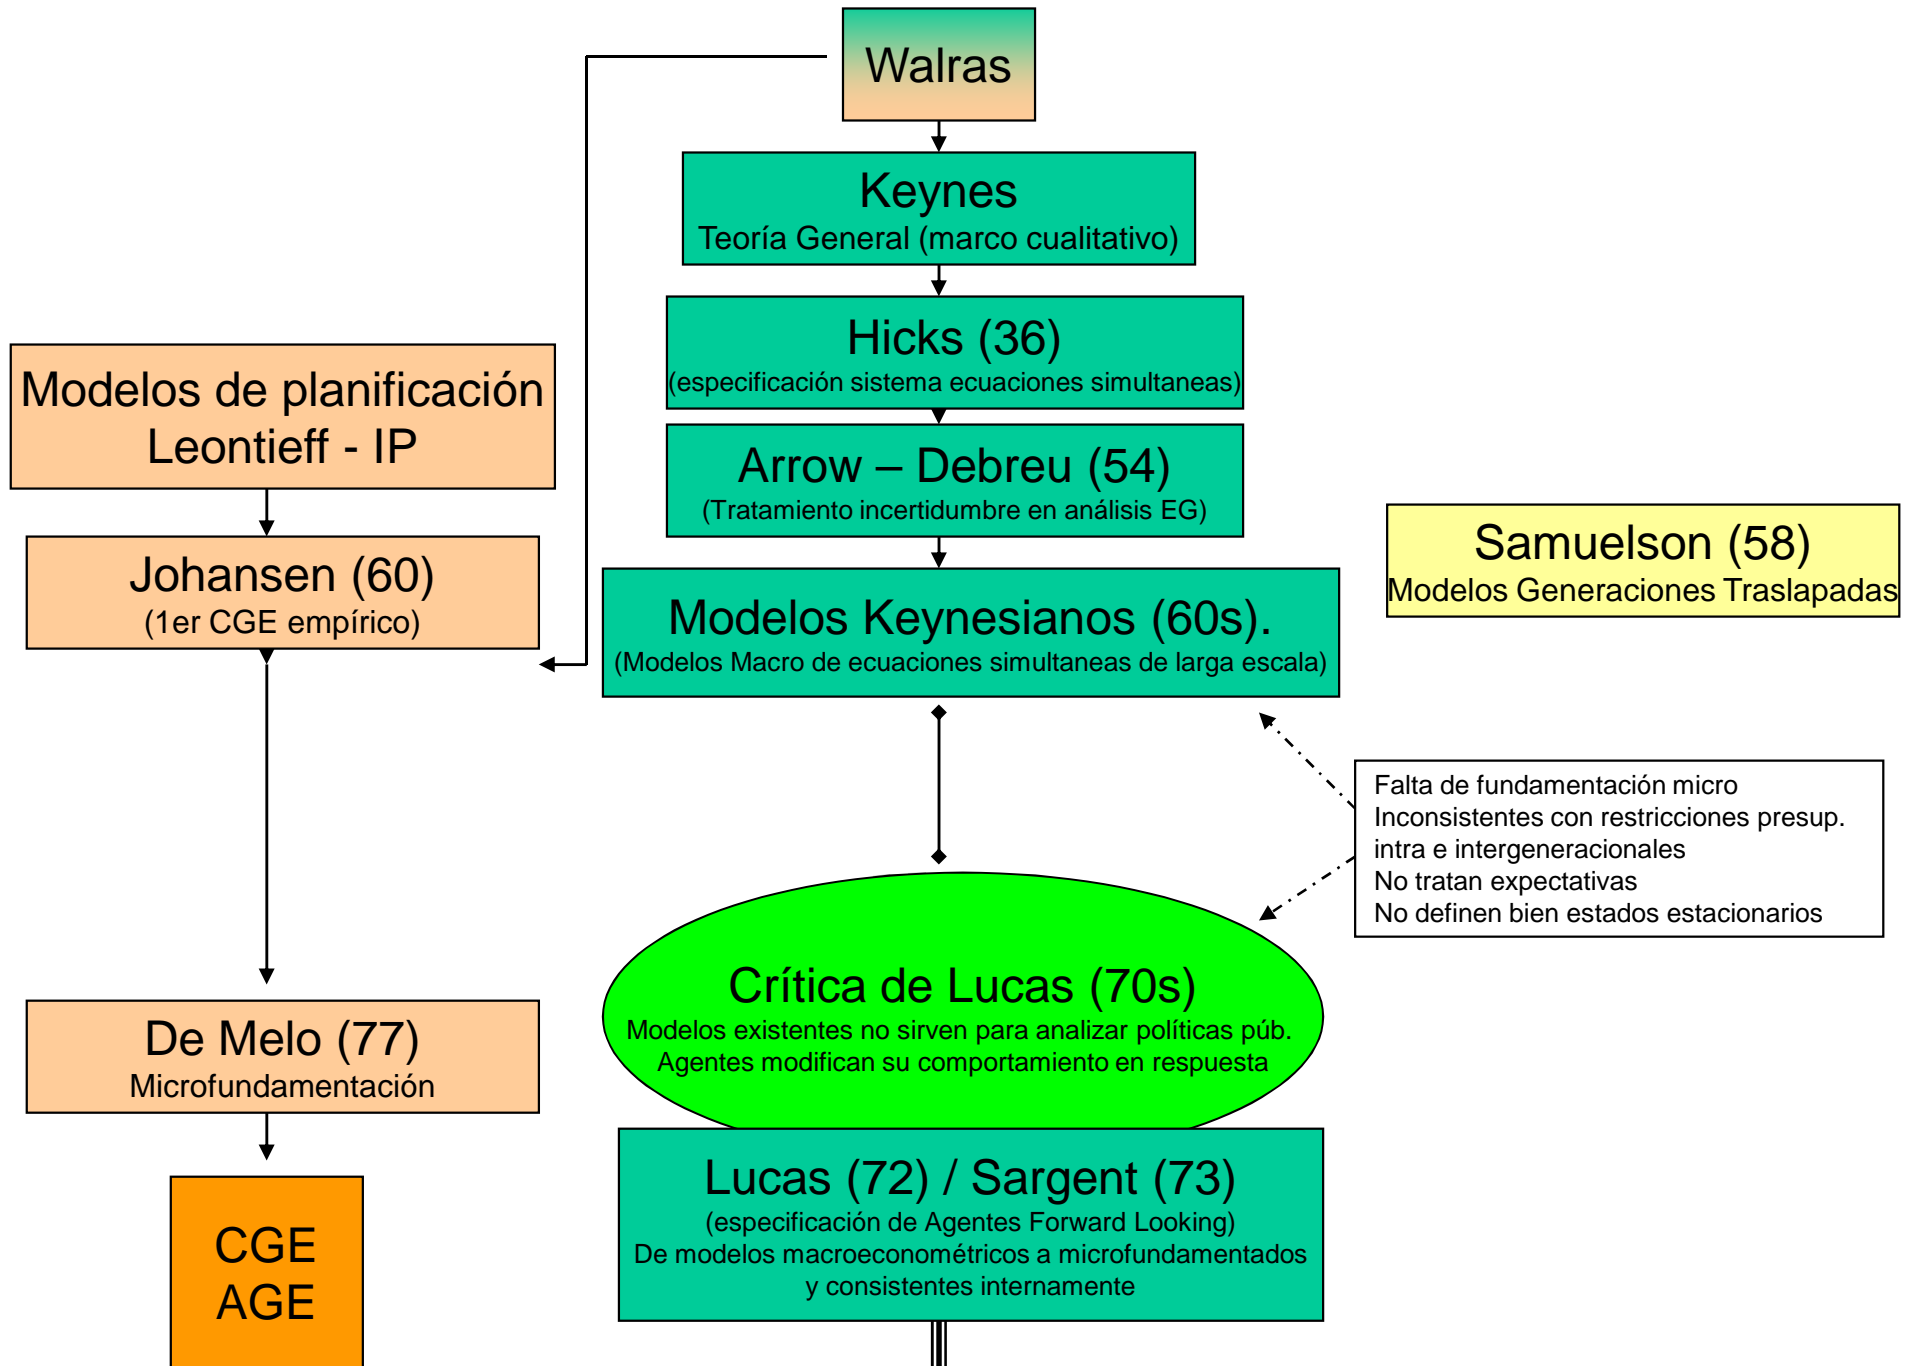 Walras
Keynes
Teoría General (marco cualitativo)
Hicks (36)
(especificación sistema ecuaciones simultaneas)
Modelos de planificación
Leontieff - IP
Arrow – Debreu (54)
(Tratamiento incertidumbre en análisis EG)
Samuelson (58)
Modelos Generaciones Traslapadas
Johansen (60)
(1er CGE empírico)
Modelos Keynesianos (60s).
(Modelos Macro de ecuaciones simultaneas de larga escala)
Falta de fundamentación micro
Inconsistentes con restricciones presup.
intra e intergeneracionales
No tratan expectativas
No definen bien estados estacionarios
Crítica de Lucas (70s)
Modelos existentes no sirven para analizar políticas púb.
Agentes modifican su comportamiento en respuesta
De Melo (77)
Microfundamentación
Lucas (72) / Sargent (73)
(especificación de Agentes Forward Looking)
De modelos macroeconométricos a microfundamentados
y consistentes internamente
CGE
AGE